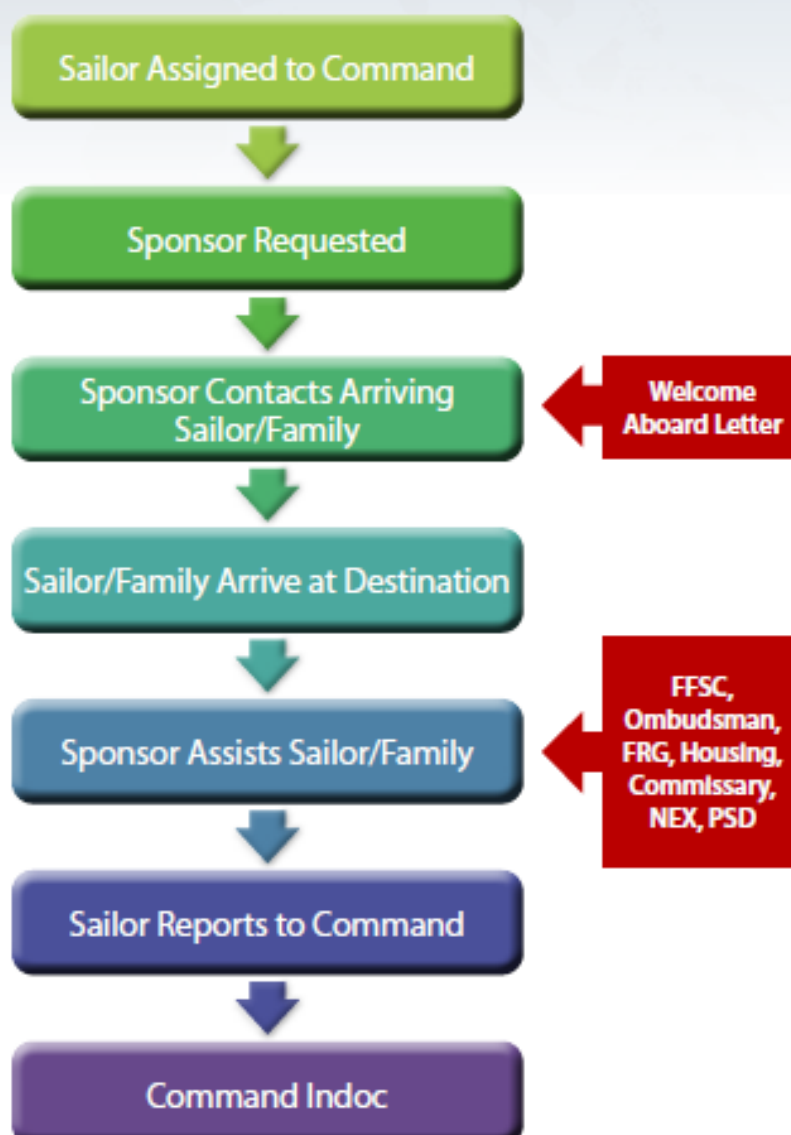 Sailor Assigned to Command
Sponsor Requested
Sponsor Contacts Arriving
Sailor/Family
Welcome
Aboard Letter
Sailor/Family Arrive at Destination
Sponsor Assists Sailor/Family
FFSC,
Ombudsman,
FRG, Housing,
Commissary,
NEX, PSD
Sailor Reports to Command
Command Indoc